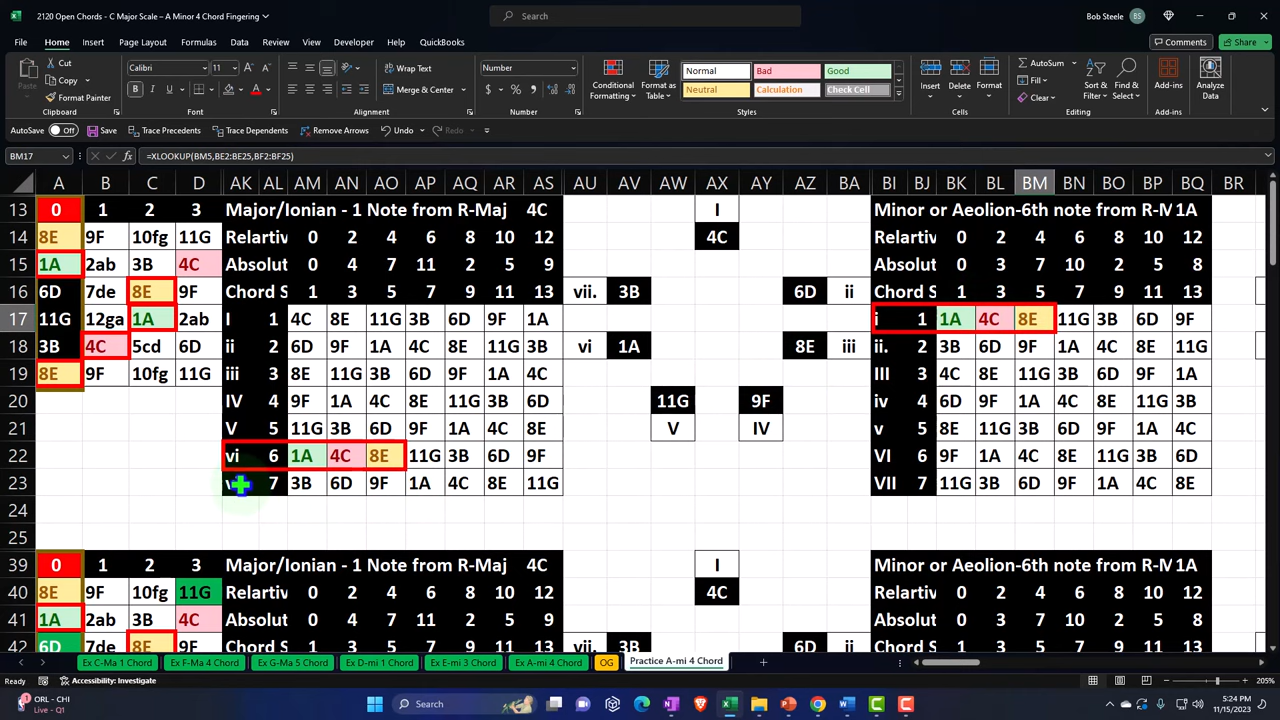 2120 Open Chords - C Major Scale – A Minor 4 Chord Fingering
Search
Bob Steele BS
File Home Insert Page Layout Formulas Data Review View Developer Automate Help QuickBooks
Comments Share
Cut Calibri 11 Wrap Text Number Normal Bad Good AutoSum
Copy
Format Painter Merge & Center Neutral Calculation Check Cell Fill Clear
Conditional Formatting Format as Table Insert Delete Format Sort & Filter Find & Select Add-ins Analyze Data
Clipboard Font Alignment Number Styles Cells Editing Add-ins
AutoSave Off Save Trace Precedents Trace Dependents Remove Arrows Undo Redo
BM17 fx =XLOOKUP(BM5,BE2:BE25,BF2:BF25)
A B C D AK AL AM AN AO AP AQ AR AS AU AV AW AX AY AZ BA BI BJ BK BL BM BN BO BP BQ BR
13 0 1 2 3 Major/Ionian - 1 Note from R-Maj 4C I Minor or Aeolion-6th note from R-M 1A
14 8E 9F 10fg 11G Relartiv 0 2 4 6 8 10 12 4C Relartiv 0 2 4 6 8 10 12
15 1A 2ab 3B 4C Absolut 0 4 7 11 2 5 9 Absolut 0 3 7 10 2 5 8
16 6D 7de 8E 9F Chord S 1 3 5 7 9 11 13 vii. 3B 6D ii Chord S 1 3 5 7 9 11 13
17 11G 12ga 1A 2ab I 1 4C 8E 11G 3B 6D 9F 1A i 1 1A 4C 8E 11G 3B 6D 9F
18 3B 4C 5cd 6D ii 2 6D 9F 1A 4C 8E 11G 3B vi 1A 8E iii ii. 2 3B 6D 9F 1A 4C 8E 11G
19 8E 9F 10fg 11G iii 3 8E 11G 3B 6D 9F 1A 4C III 3 4C 8E 11G 3B 6D 9F 1A
20 IV 4 9F 1A 4C 8E 11G 3B 6D 11G 9F iv 4 6D 9F 1A 4C 8E 11G 3B
21 V 5 11G 3B 6D 9F 1A 4C 8E V IV v 5 8E 11G 3B 6D 9F 1A 4C
22 vi 6 1A 4C 8E 11G 3B 6D 9F VI 6 9F 1A 4C 8E 11G 3B 6D
23 7 3B 6D 9F 1A 4C 8E 11G VII 7 11G 3B 6D 9F 1A 4C 8E
24
25
39 0 1 2 3 Major/Ionian - 1 Note from R-Maj 4C I Minor or Aeolion-6th note from R-M 1A
40 8E 9F 10fg 11G Relartiv 0 2 4 6 8 10 12 4C Relartiv 0 2 4 6 8 10 12
41 1A 2ab 3B 4C Absolut 0 4 7 11 2 5 9 Absolut 0 3 7 10 2 5 8
42 6D 7de 8E 9F Chord S 1 3 5 7 9 11 13 vii. 3B 6D ii Chord S 1 3 5 7 9 11 13
Ex C-Ma 1 Chord Ex F-Ma 4 Chord Ex G-Ma 5 Chord Ex D-mi 1 Chord Ex E-mi 3 Chord Ex A-mi 4 Chord OG Practice A-mi 4 Chord
Ready Accessibility: Investigate 205%
ORL - CHI
Live - Q1
Search
5:24 PM
11/15/2023